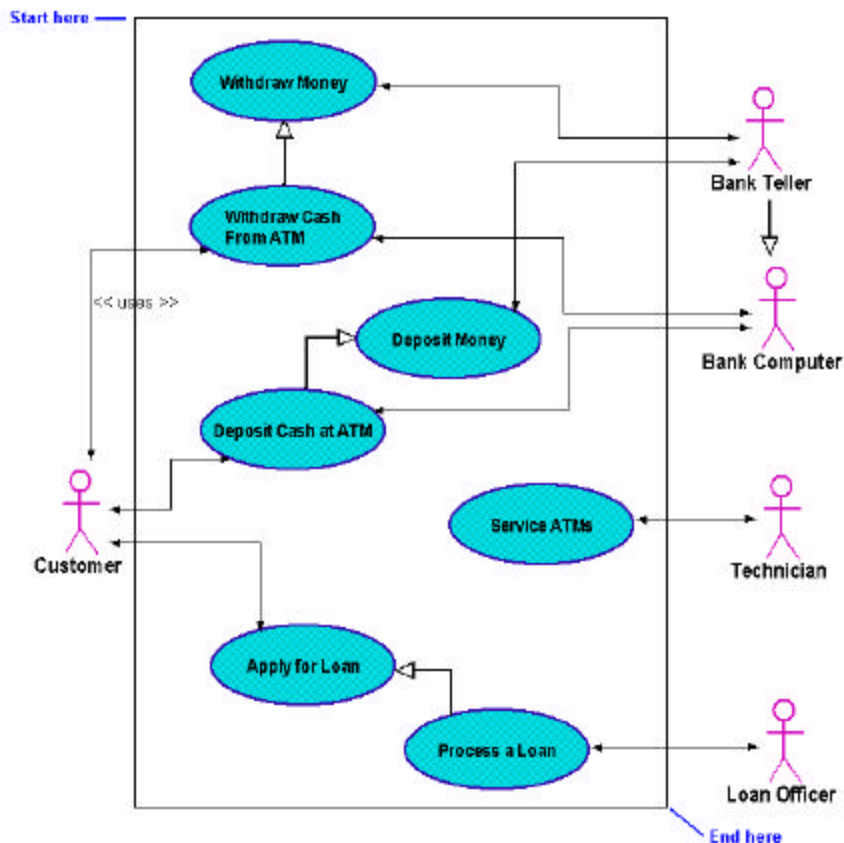 Start here
Withdraw Money
Bank Teller
Withdraw Cash
From ATM
<< uses >>
Deposit Money
Bank Computer
Deposit Cash at ATM
Service ATMs
Customer
Technician
Apply for Loan
Process a Loan
Loan Officer
End here